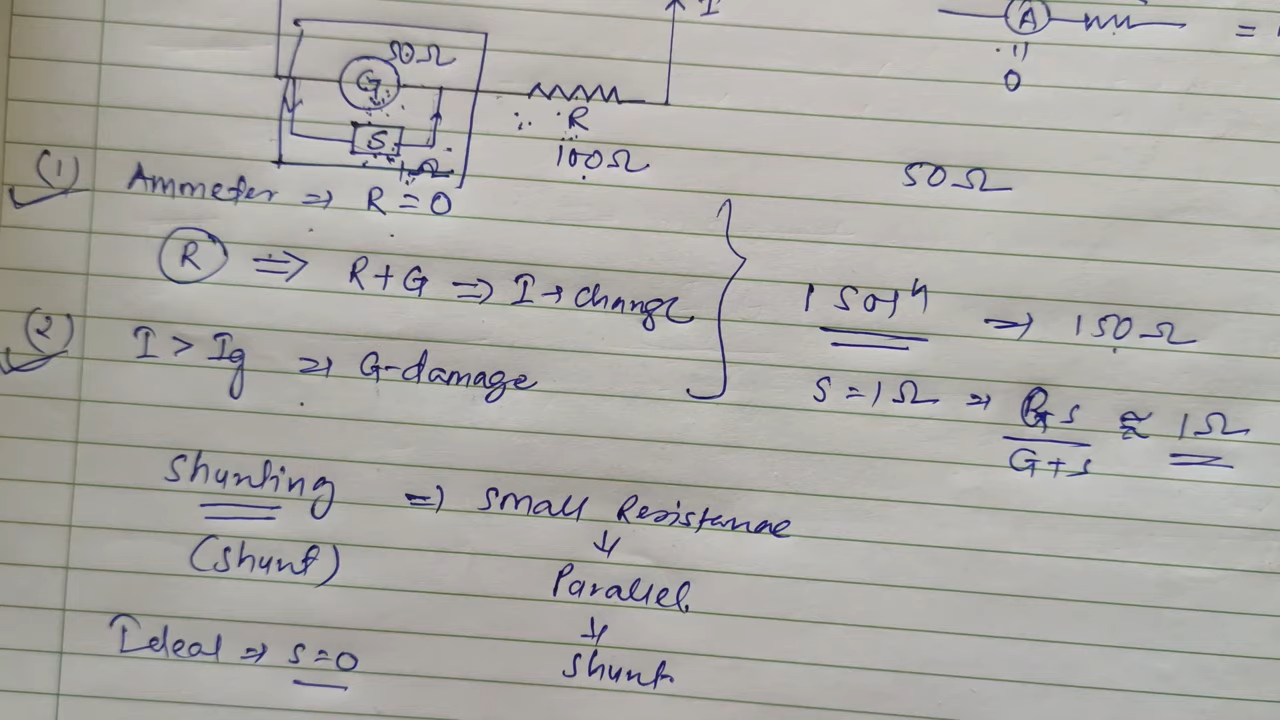 I
A
=
50Ω
G
11
0
R
S
1Ω
100Ω
50Ω
(1) Ammeter ⇒ R = 0
R ⇒ R+G ⇒ I → change
⇒ 150Ω
(2) I > Ig ⇒ G-damage
S = 1Ω ⇒ GS / G+S ≈ 1Ω
Shunting ⇒ Small Resistance
(Shunt)
Parallel
Ideal ⇒ S=0
Shunt